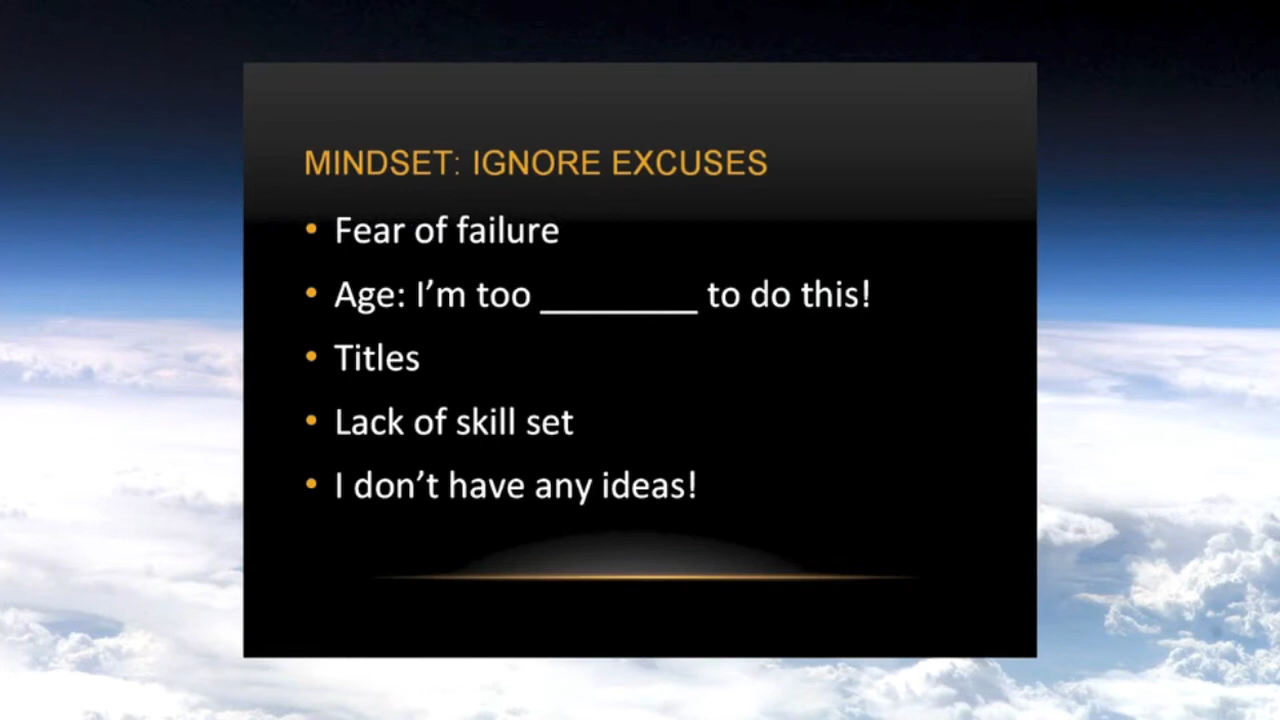 MINDSET: IGNORE EXCUSES
• Fear of failure
• Age: I’m too ________ to do this!
• Titles
• Lack of skill set
• I don’t have any ideas!